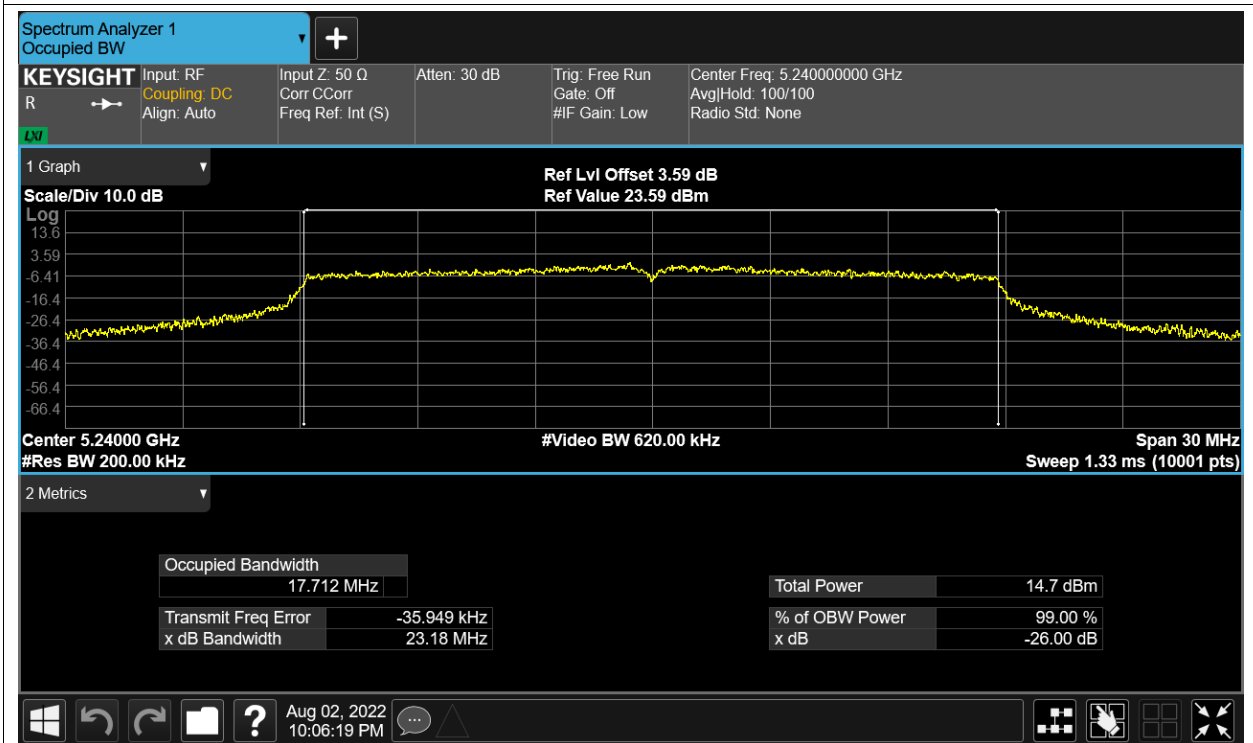 Spectrum Analyzer 1
Occupied BW
KEYSIGHT
R
LXI
Input: RF
Coupling: DC
Align: Auto
Input Z: 50 Ω
Corr CCorr
Freq Ref: Int (S)
Atten: 30 dB
Trig: Free Run
Gate: Off
#IF Gain: Low
Center Freq: 5.240000000 GHz
Avg|Hold: 100/100
Radio Std: None
1 Graph
Scale/Div 10.0 dB
Ref Lvl Offset 3.59 dB
Ref Value 23.59 dBm
Log
13.6
3.59
-6.41
-16.4
-26.4
-36.4
-46.4
-56.4
-66.4
Center 5.24000 GHz
#Video BW 620.00 kHz
Span 30 MHz
#Res BW 200.00 kHz
Sweep 1.33 ms (10001 pts)
2 Metrics
Occupied Bandwidth
17.712 MHz
Total Power 14.7 dBm
Transmit Freq Error -35.949 kHz
% of OBW Power 99.00 %
x dB Bandwidth 23.18 MHz
x dB -26.00 dB
?
Aug 02, 2022
10:06:19 PM